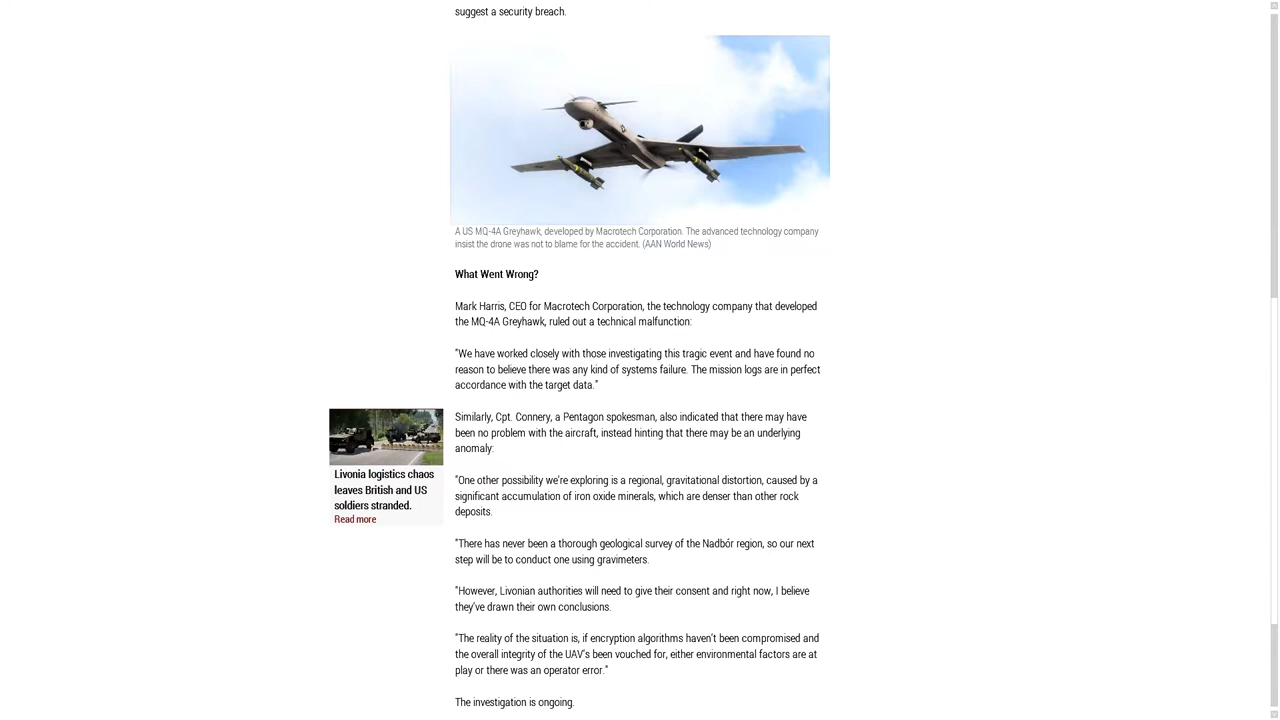 suggest a security breach.
A US MQ-4A Greyhawk, developed by Macrotech Corporation. The advanced technology company
insist the drone was not to blame for the accident. (AAN World News)
What Went Wrong?
Mark Harris, CEO for Macrotech Corporation, the technology company that developed
the MQ-4A Greyhawk, ruled out a technical malfunction:
"We have worked closely with those investigating this tragic event and have found no
reason to believe there was any kind of systems failure. The mission logs are in perfect
accordance with the target data."
Livonia logistics chaos
leaves British and US
soldiers stranded.
Read more
Similarly, Cpt. Connery, a Pentagon spokesman, also indicated that there may have
been no problem with the aircraft, instead hinting that there may be an underlying
anomaly:
"One other possibility we're exploring is a regional, gravitational distortion, caused by a
significant accumulation of iron oxide minerals, which are denser than other rock
deposits.
"There has never been a thorough geological survey of the Nadbór region, so our next
step will be to conduct one using gravimeters.
"However, Livonian authorities will need to give their consent and right now, I believe
they've drawn their own conclusions.
"The reality of the situation is, if encryption algorithms haven't been compromised and
the overall integrity of the UAV's been vouched for, either environmental factors are at
play or there was an operator error."
The investigation is ongoing.